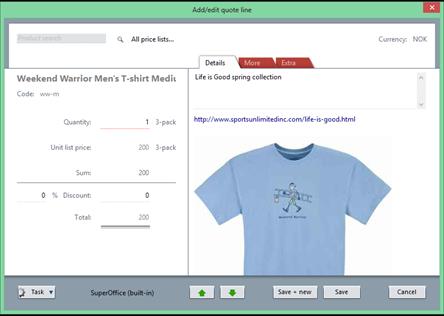 Add/edit quote line
Product search
All price lists...
Currency: NOK
Details More Extra
Weekend Warrior Men's T-shirt Mediu
Code: ww-m
Quantity: 1 3-pack
Unit list price: 200 3-pack
Sum: 200
0 % Discount: 0
Total: 200
Life is Good spring collection
http://www.sportsunlimitedinc.com/life-is-good.html
Weekend Warrior
Task
SuperOffice (built-in)
Save + new
Save
Cancel